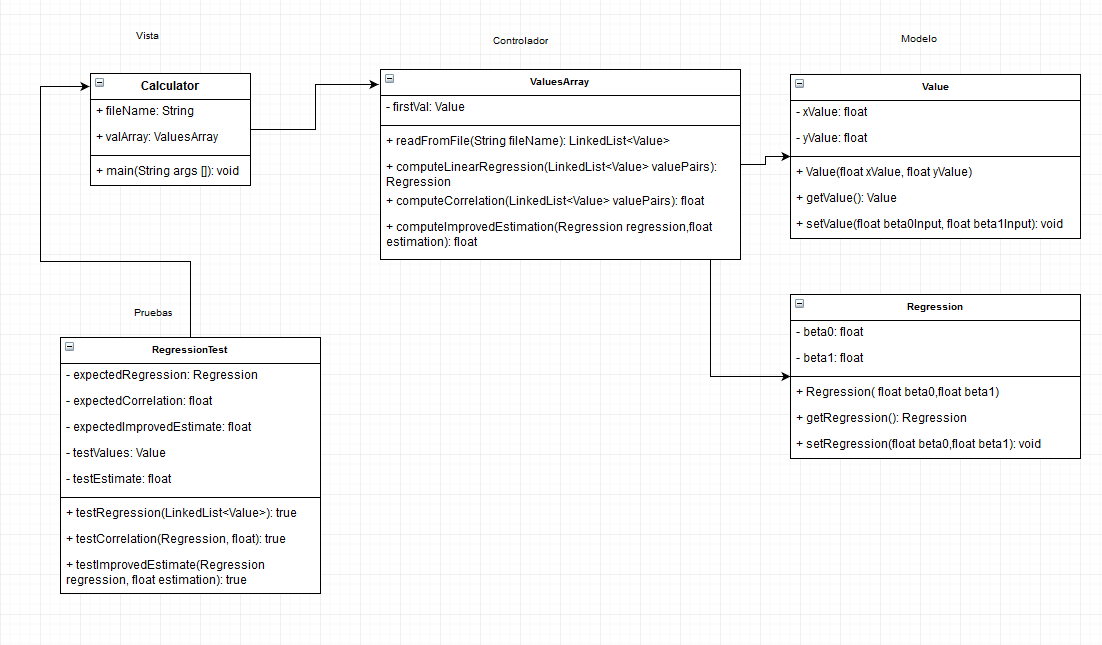 Vista
Controlador
Modelo
Calculator
+ fileName: String
+ valArray: ValuesArray
+ main(String args []): void
ValuesArray
- firstVal: Value
+ readFromFile(String fileName): LinkedList<Value>
+ computeLinearRegression(LinkedList<Value> valuePairs):
Regression
+ computeCorrelation(LinkedList<Value> valuePairs): float
+ computeImprovedEstimation(Regression regression,float
estimation): float
Value
- xValue: float
- yValue: float
+ Value(float xValue, float yValue)
+ getValue(): Value
+ setValue(float beta0Input, float beta1Input): void
Regression
- beta0: float
- beta1: float
+ Regression( float beta0,float beta1)
+ getRegression(): Regression
+ setRegression(float beta0,float beta1): void
Pruebas
RegressionTest
- expectedRegression: Regression
- expectedCorrelation: float
- expectedImprovedEstimate: float
- testValues: Value
- testEstimate: float
+ testRegression(LinkedList<Value>): true
+ testCorrelation(Regression, float): true
+ testImprovedEstimate(Regression
regression, float estimation): true